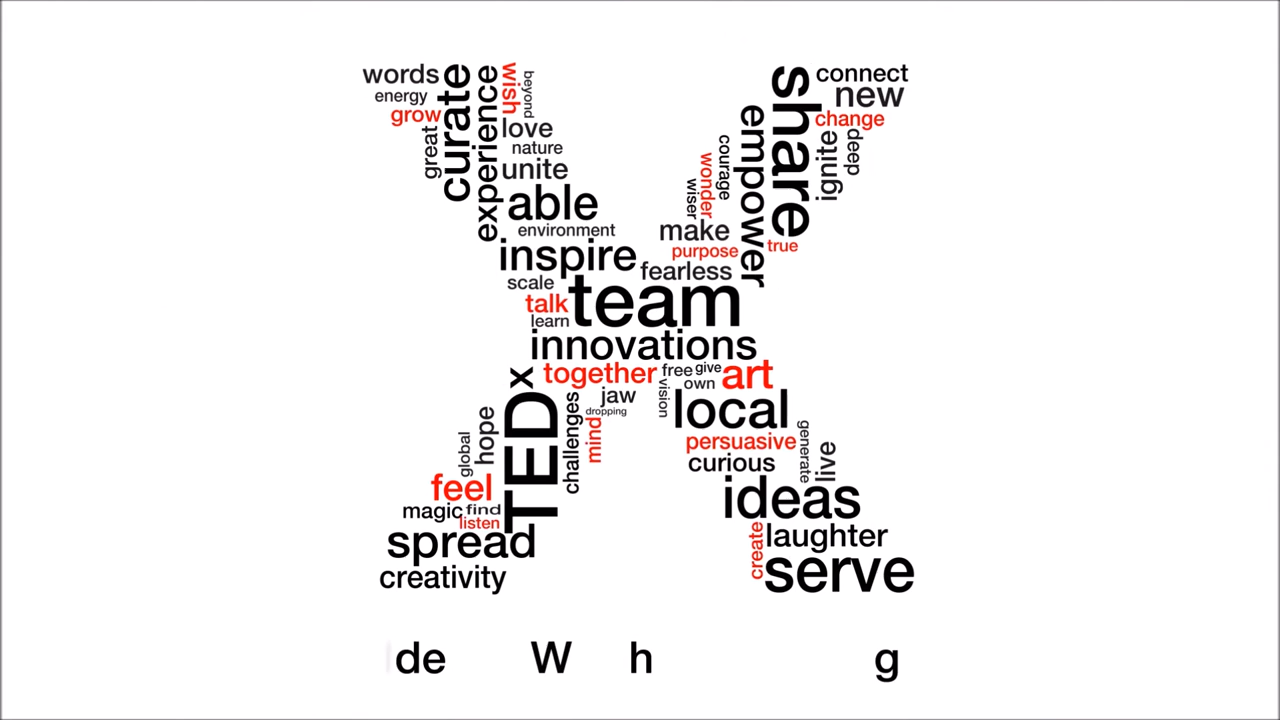 words
energy
grow
great
curate
experience
wish
beyond
love
nature
unite
able
environment
inspire
scale
talk
learn
team
innovations
connect
new
change
share
ignite
deep
empower
courage
wonder
wiser
make
true
purpose
fearless
together
free
give
own
art
vision
jaw
dropping
local
TEDx
challenges
mind
hope
global
feel
magic
find
listen
spread
creativity
persuasive
generate
live
curious
ideas
create
laughter
serve
de W h g